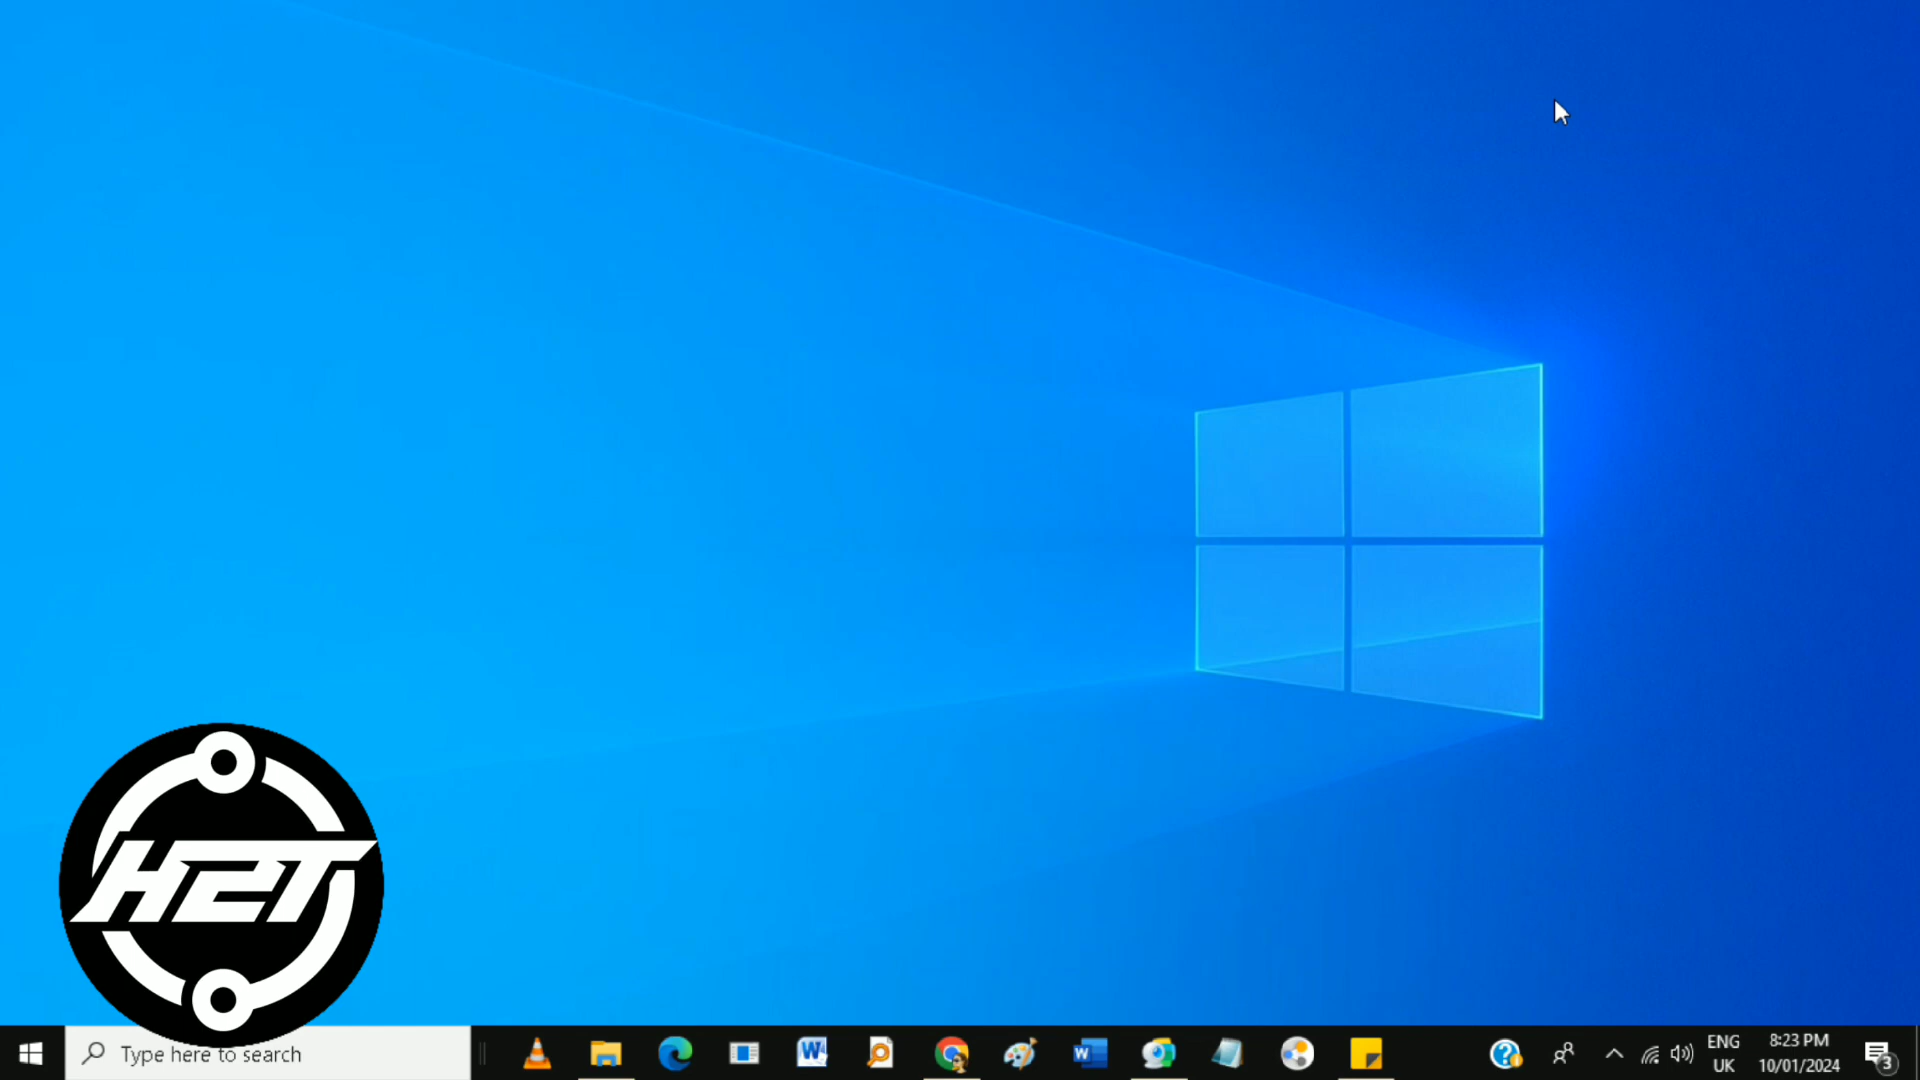 H2T
Type here to search
W
W
ENG
UK
8:23 PM
10/01/2024
3